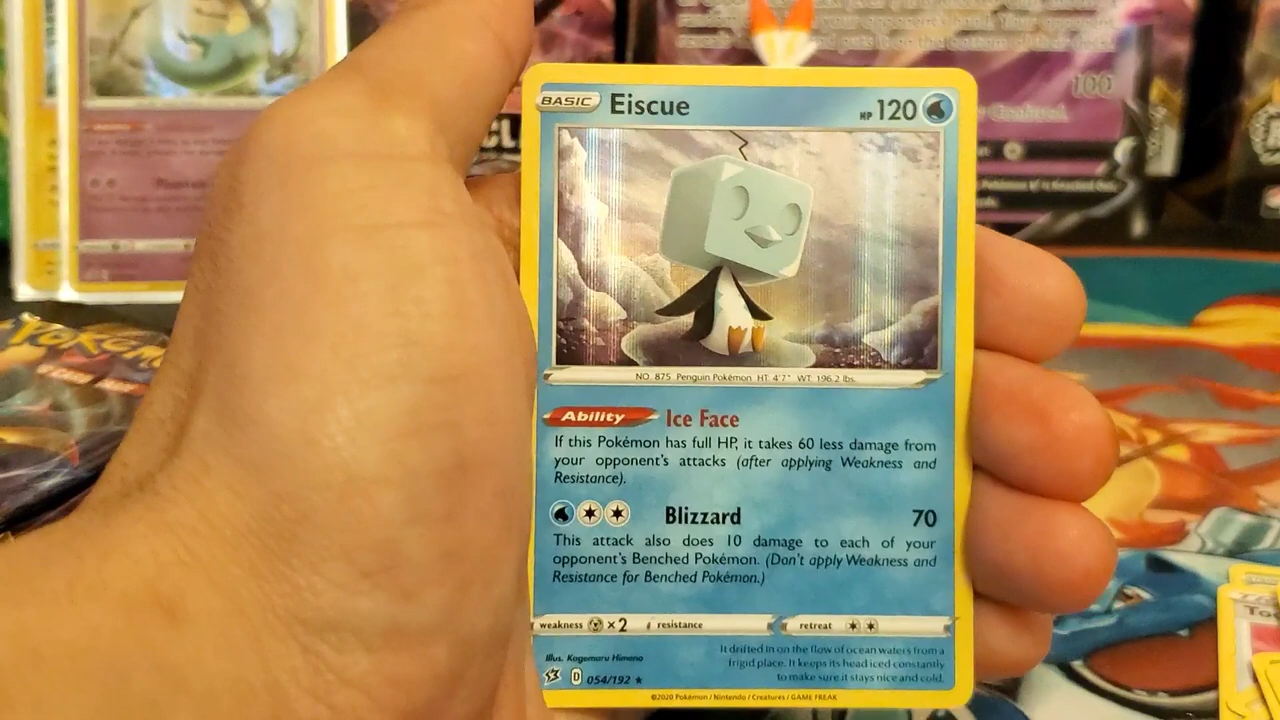 BASIC Eiscue HP 120
NO. 875 Penguin Pokémon HT: 4'7" WT: 196.2 lbs.
Ability Ice Face
If this Pokémon has full HP, it takes 60 less damage from
your opponent's attacks (after applying Weakness and
Resistance).
Blizzard 70
This attack also does 10 damage to each of your
opponent's Benched Pokémon. (Don't apply Weakness and
Resistance for Benched Pokémon.)
weakness ×2 resistance retreat
Illus. Kagemaru Himeno
It drifted in on the flow of ocean waters from a
frigid place. It keeps its head iced constantly
to make sure it stays nice and cold.
D 054/192 ★
©2020 Pokémon / Nintendo / Creatures / GAME FREAK
POKÉMON
100